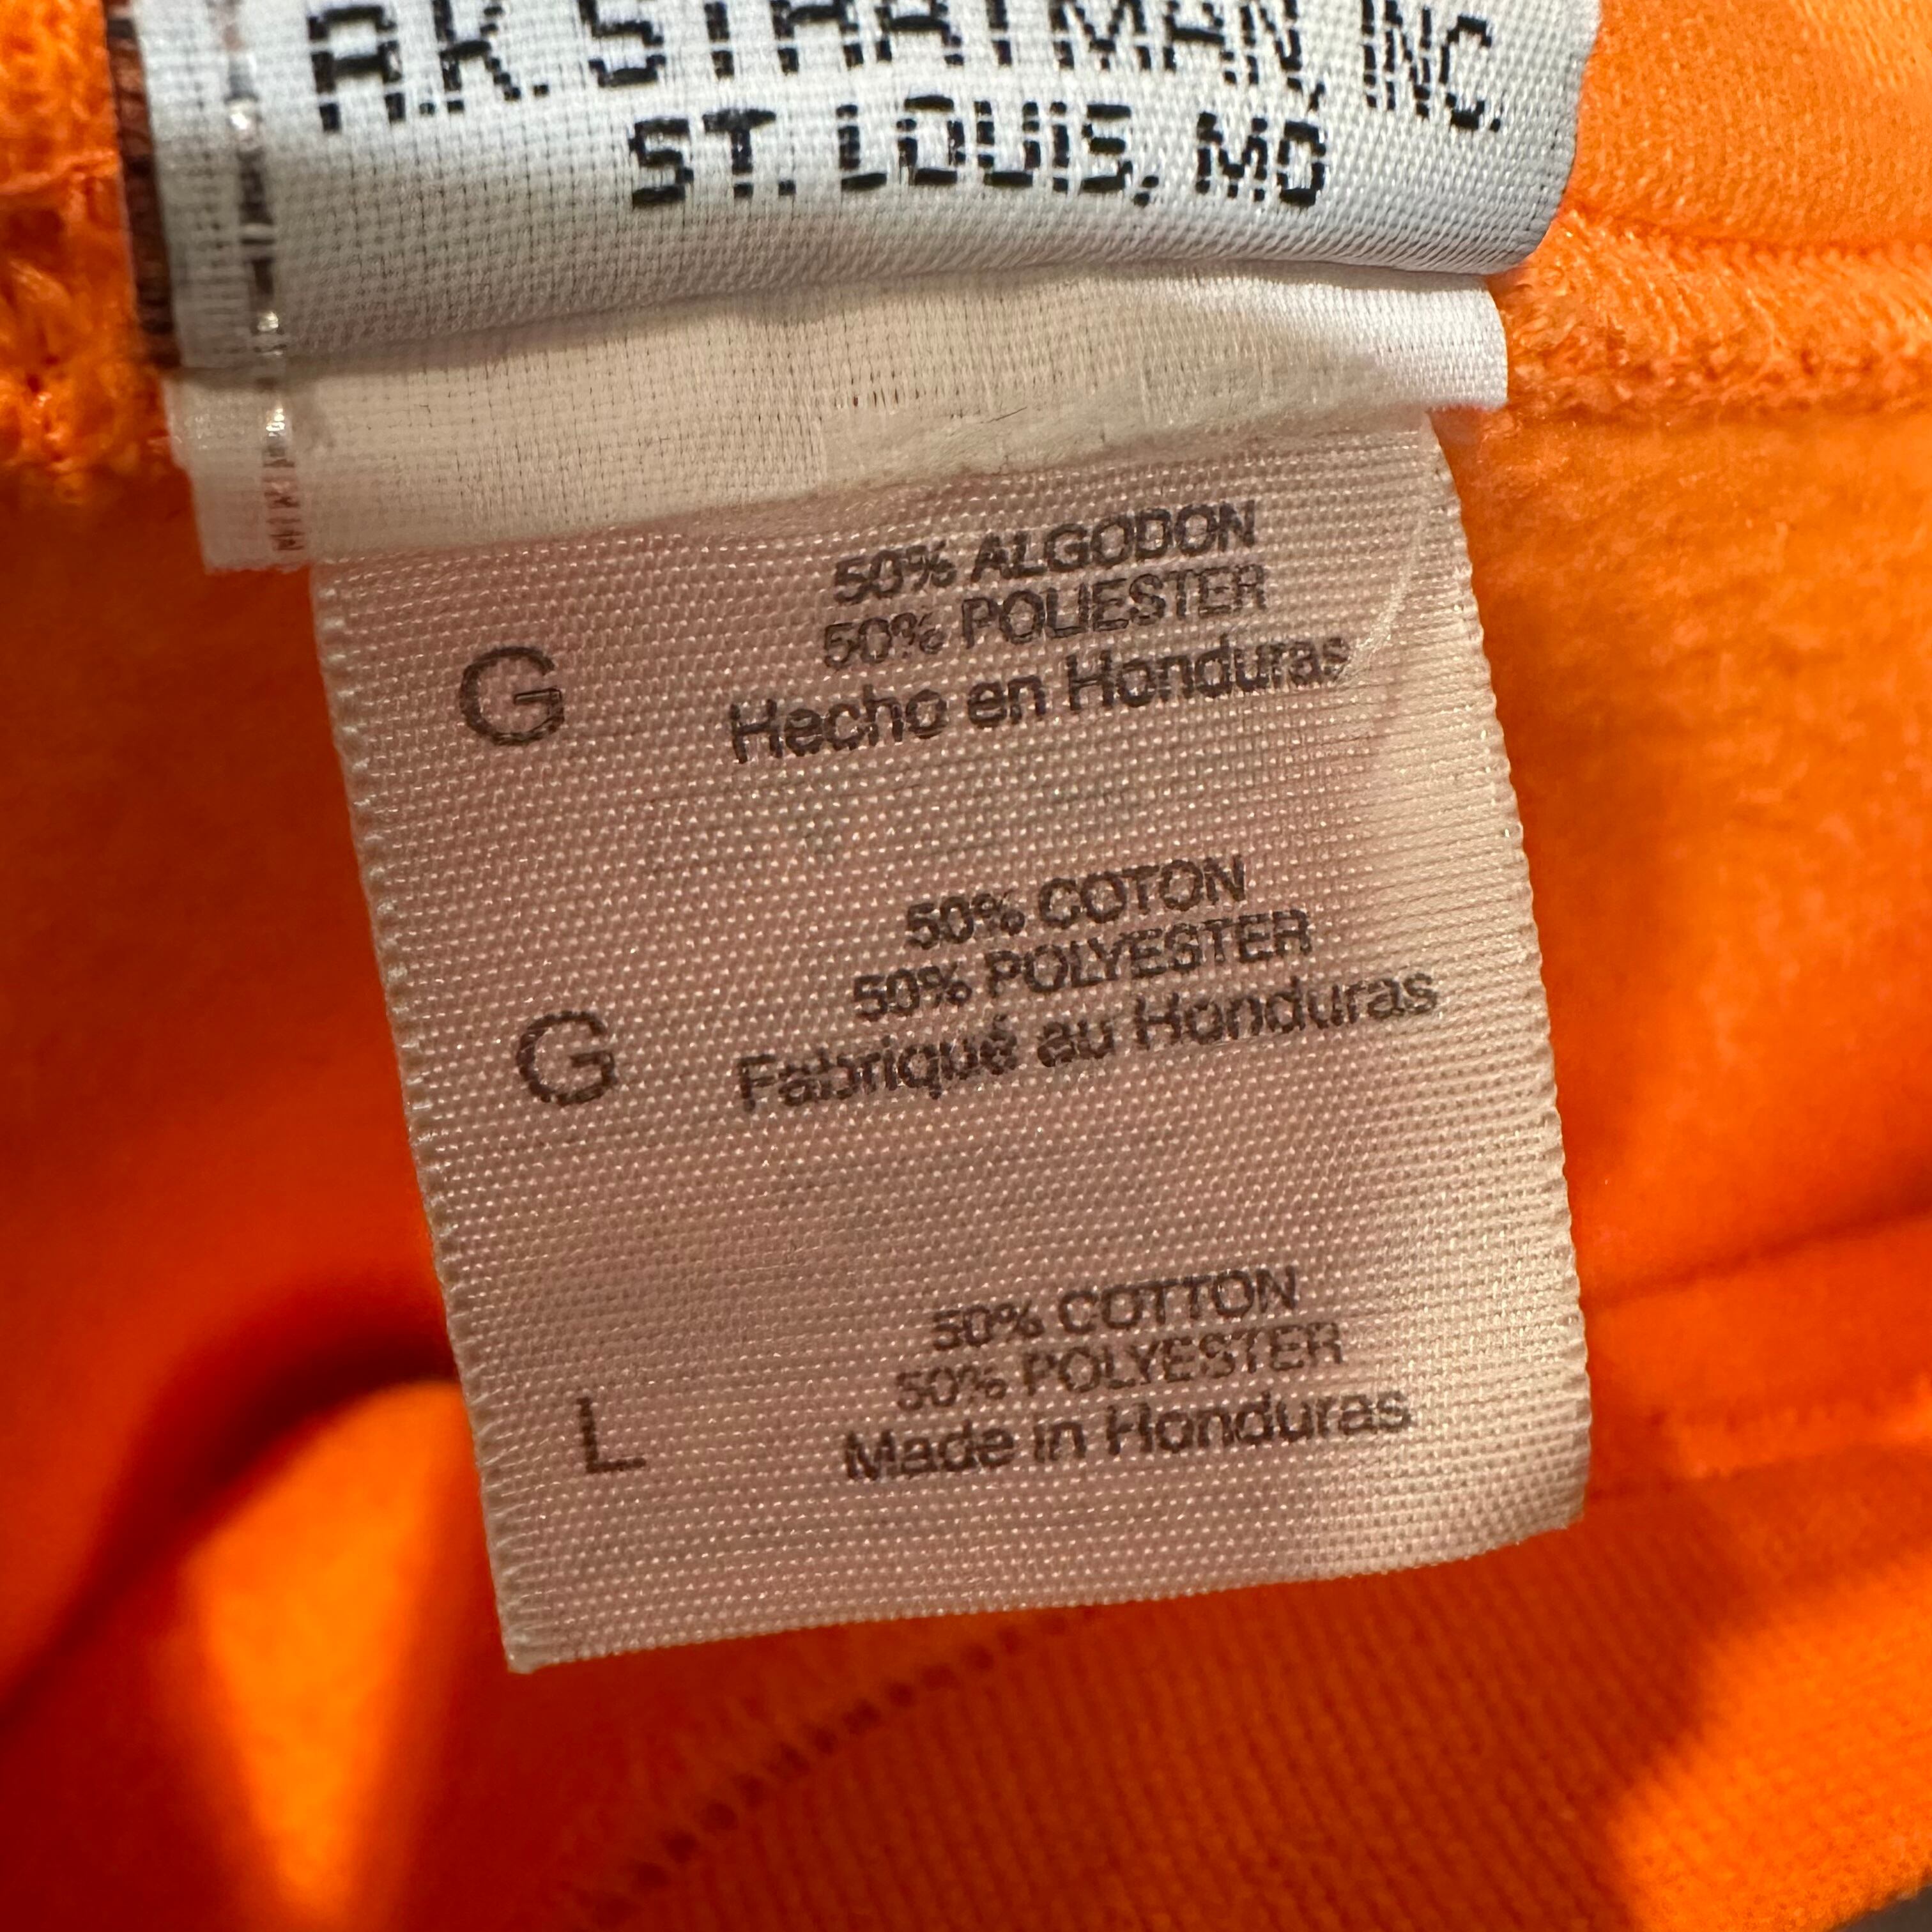 A.K. STRATMAN, INC.
ST. LOUIS, MO
G
50% ALGODON
50% POLIESTER
Hecho en Honduras
G
50% COTON
50% POLYESTER
Fabriqué au Honduras
L
50% COTTON
50% POLYESTER
Made in Honduras